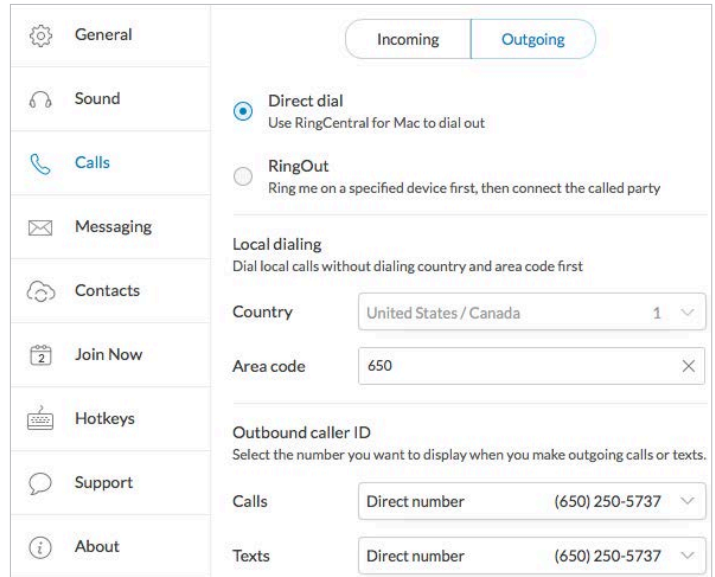 General
Sound
Calls
Messaging
Contacts
2
Join Now
Hotkeys
Support
i
About
Incoming Outgoing
Direct dial
Use RingCentral for Mac to dial out
RingOut
Ring me on a specified device first, then connect the called party
Local dialing
Dial local calls without dialing country and area code first
Country United States / Canada 1
Area code 650
Outbound caller ID
Select the number you want to display when you make outgoing calls or texts.
Calls Direct number (650) 250-5737
Texts Direct number (650) 250-5737